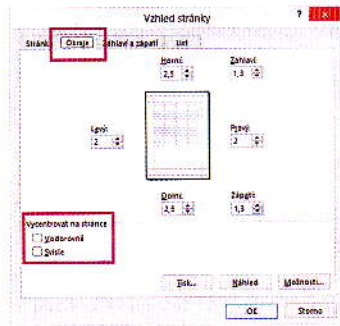 Vzhled stránky ?
Stránka Okraje Záhlaví a zápatí List
Horní: Záhlaví:
2,5 1,3
Levý: Pravý:
2 2
Dolní: Zápatí:
2,5 1,3
Vycentrovat na stránce
Vodorovně
Svisle
Tisk... Náhled Možnosti...
OK Storno